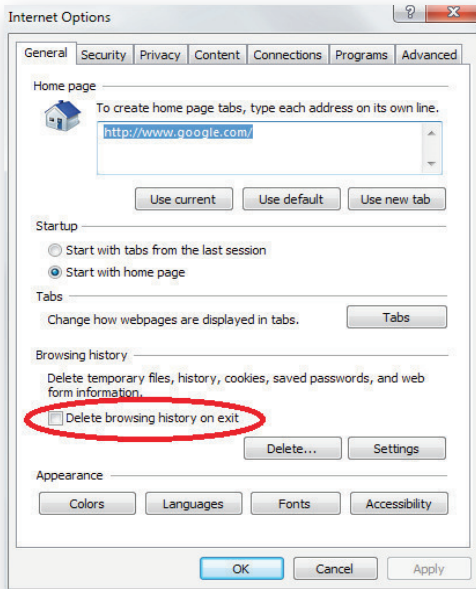 Internet Options
General Security Privacy Content Connections Programs Advanced
Home page
To create home page tabs, type each address on its own line.
http://www.google.com/
Use current Use default Use new tab
Startup
Start with tabs from the last session
Start with home page
Tabs
Change how webpages are displayed in tabs. Tabs
Browsing history
Delete temporary files, history, cookies, saved passwords, and web
form information.
Delete browsing history on exit
Delete... Settings
Appearance
Colors Languages Fonts Accessibility
OK Cancel Apply